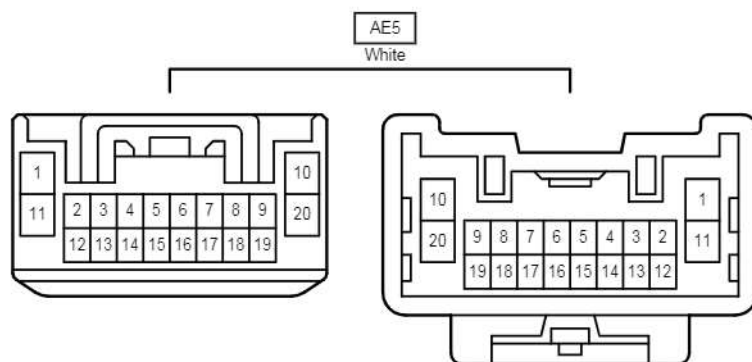 AE5
White
1 10
11 2 3 4 5 6 7 8 9 20
12 13 14 15 16 17 18 19
10 1
20 9 8 7 6 5 4 3 2 11
19 18 17 16 15 14 13 12